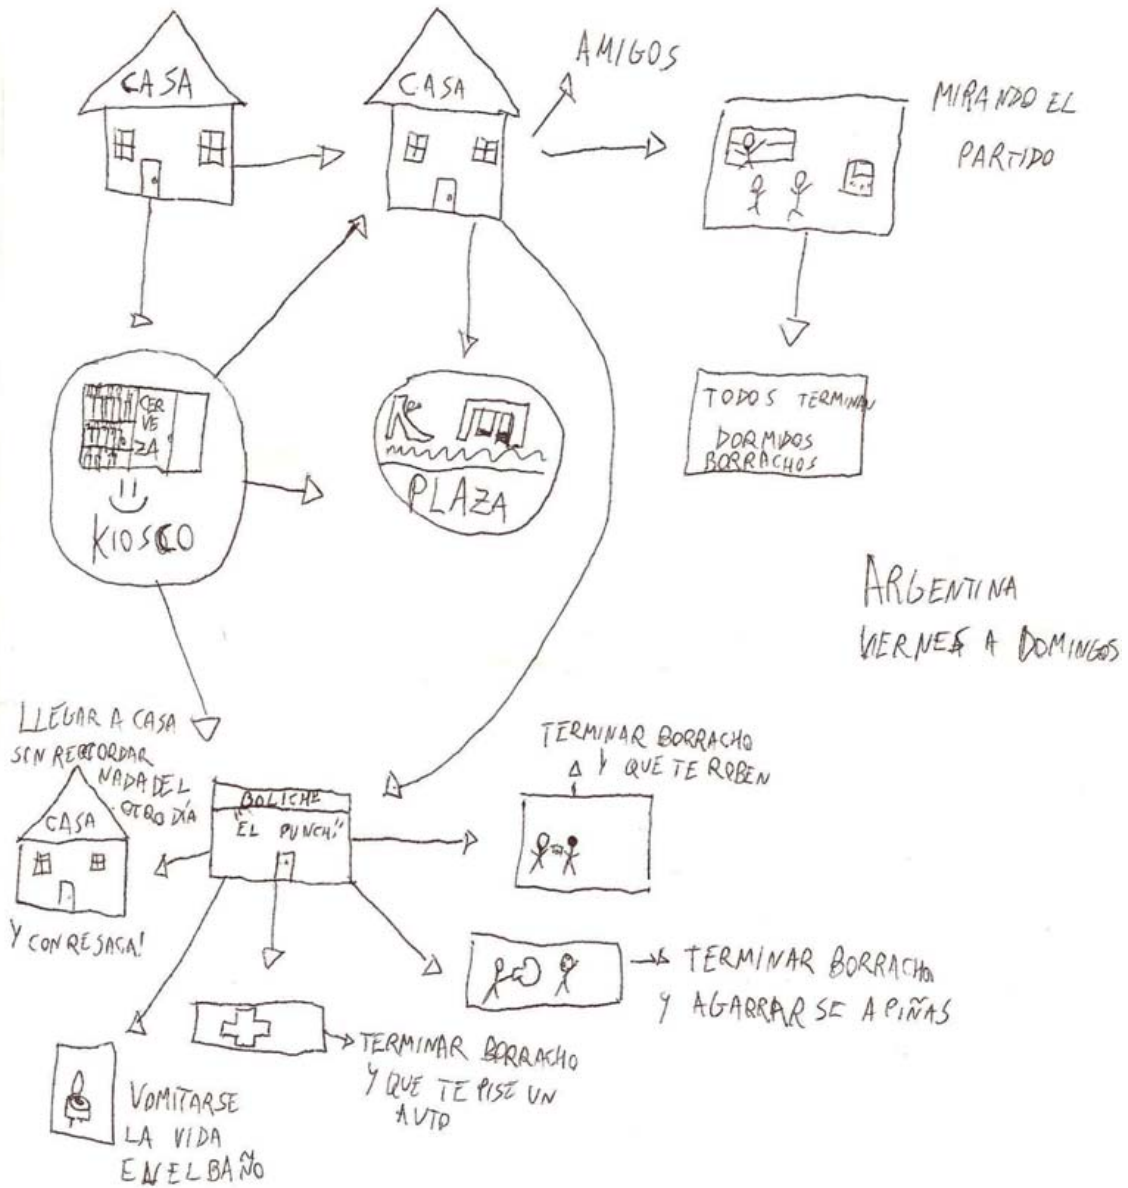 CASA
CASA
AMIGOS
MIRANDO EL
PARTIDO
CER
VE
ZA
KIOSCO
PLAZA
TODOS TERMINAN
DORMIDOS
BORRACHOS
ARGENTINA
VIERNES A DOMINGOS
LLEGAR A CASA
SIN RECORDAR
NADA DEL
OTRO DÍA
CASA
Y CON RESACA!
BOLICHE
"EL PUNCHI"
TERMINAR BORRACHO
Y QUE TE ROBEN
TERMINAR BORRACHO
Y AGARRARSE A PIÑAS
TERMINAR BORRACHO
Y QUE TE PISE UN
AUTO
VOMITARSE
LA VIDA
EN EL BAÑO